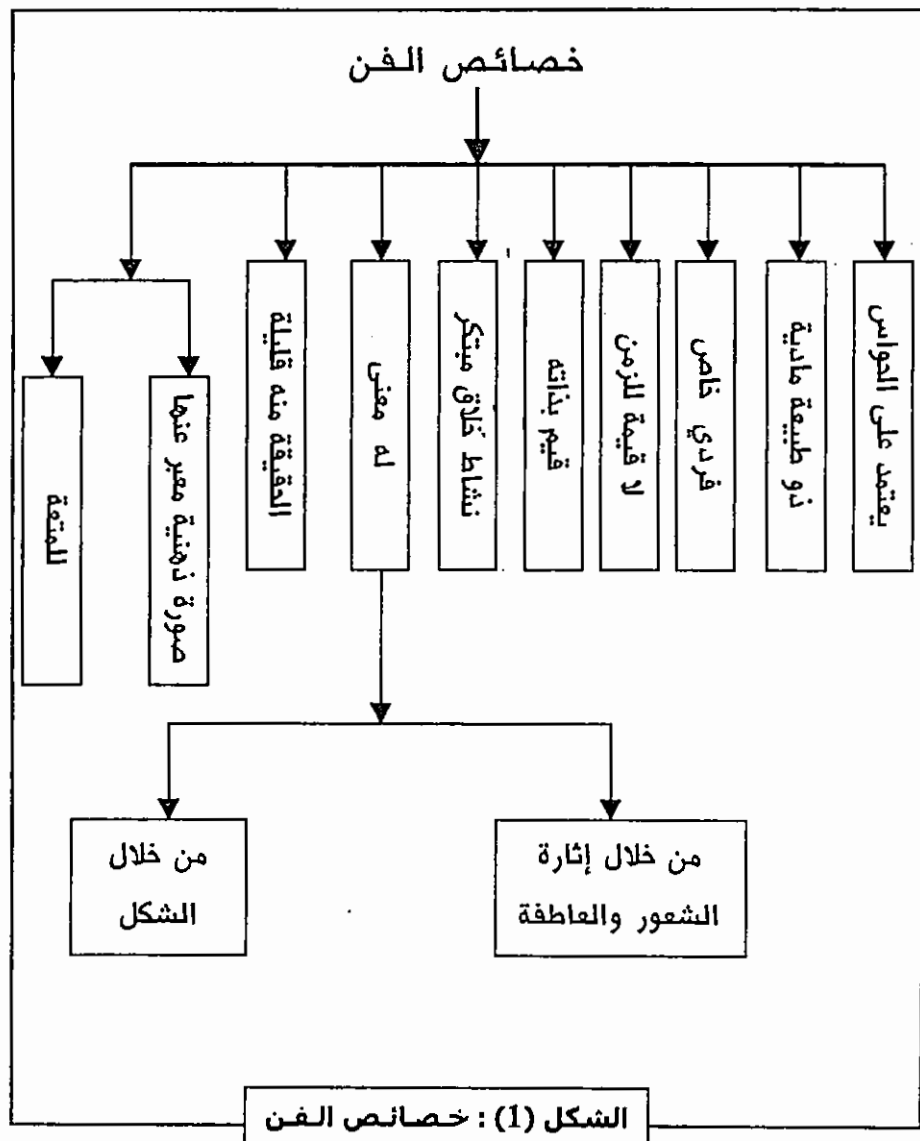 خصائص الفن
يعتمد على الحواس
ذو طبيعة مادية
فردي خاص
لا قيمة للزمن
قيم بذاته
نشاط خلاق مبتكر
له معنى
الحقيقة منه قليلة
صورة ذهنية معبر عنها
للمتعة
من خلال إثارة
الشعور والعاطفة
من خلال
الشكل
الشكل (1) : خصائص الفن